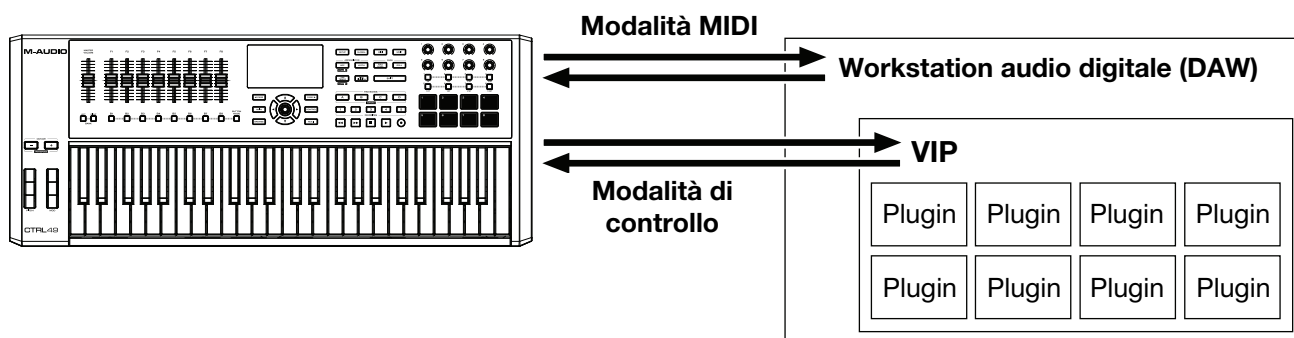 Modalità MIDI
M-AUDIO
Workstation audio digitale (DAW)
VIP
Modalità di
controllo
Plugin Plugin Plugin Plugin
Plugin Plugin Plugin Plugin
CTRL49